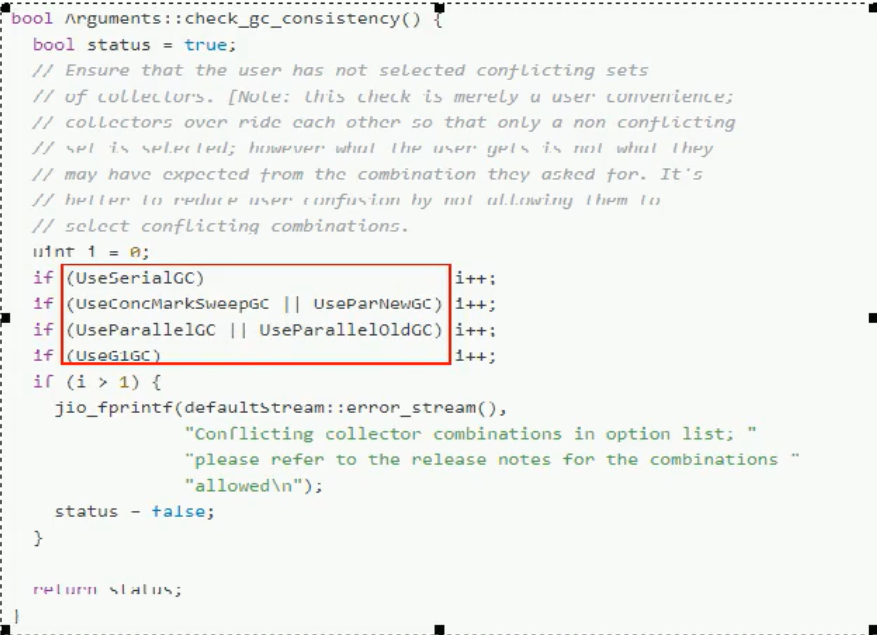 bool Arguments::check_gc_consistency() {
bool status = true;
// Ensure that the user has not selected conflicting sets
// of collectors. [Note: this check is merely a user convenience;
// collectors over ride each other so that only a non conflicting
// set is selected; however what the user gets is not what they
// may have expected from the combination they asked for. It's
// better to reduce user confusion by not allowing them to
// select conflicting combinations.
uint i = 0;
if (UseSerialGC) i++;
if (UseConcMarkSweepGC || UseParNewGC) i++;
if (UseParallelGC || UseParallelOldGC) i++;
if (UseG1GC) i++;
if (i > 1) {
jio_fprintf(defaultStream::error_stream(),
"Conflicting collector combinations in option list; "
"please refer to the release notes for the combinations "
"allowed\n");
status = false;
}
return status;
}